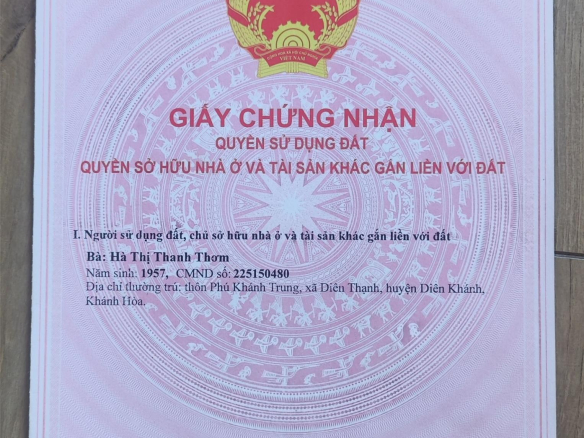 VIỆT NAM
GIẤY CHỨNG NHẬN
QUYỀN SỬ DỤNG ĐẤT
QUYỀN SỞ HỮU NHÀ Ở VÀ TÀI SẢN KHÁC GẮN LIỀN VỚI ĐẤT
I. Người sử dụng đất, chủ sở hữu nhà ở và tài sản khác gắn liền với đất
Bà: Hà Thị Thanh Thơm
Năm sinh: 1957, CMND số: 225150480
Địa chỉ thường trú: thôn Phú Khánh Trung, xã Diên Thạnh, huyện Diên Khánh,
Khánh Hòa.